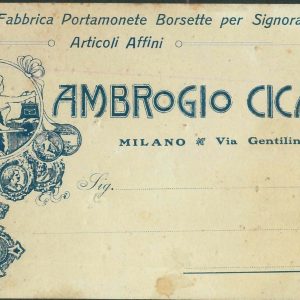 Fabbrica Portamonete Borsette per Signora
Articoli Affini
AMBROGIO CICA
MILANO Via Gentilin
Sig.